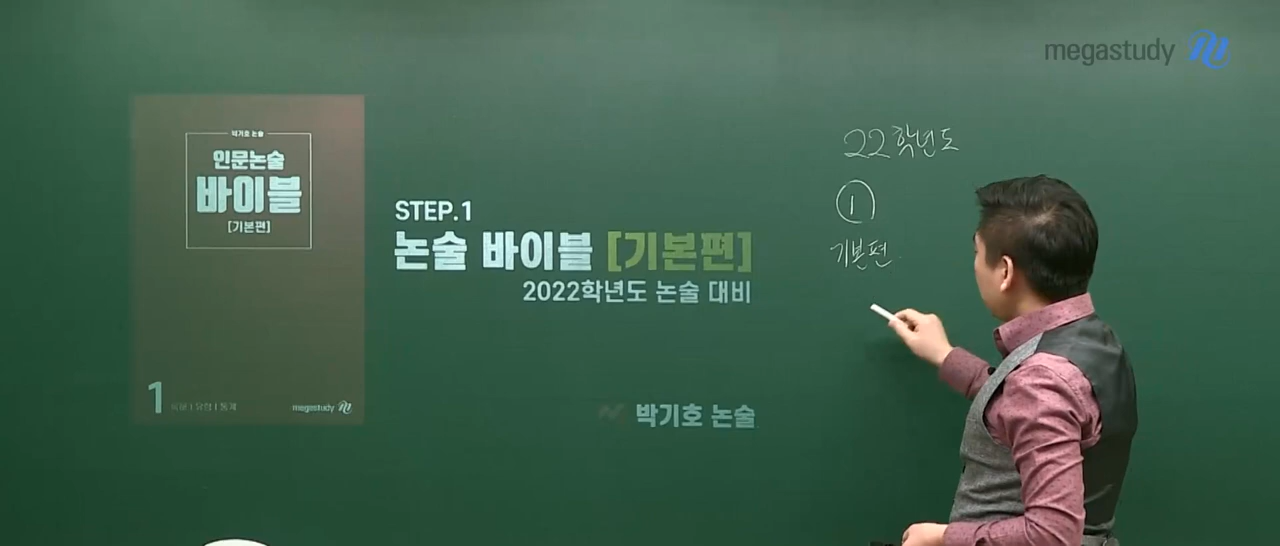 megastudy
박기호 논술
인문논술
바이블
[기본편]
1
megastudy
STEP.1
논술 바이블 [기본편]
2022학년도 논술 대비
박기호 논술
22학년도
①
기본편